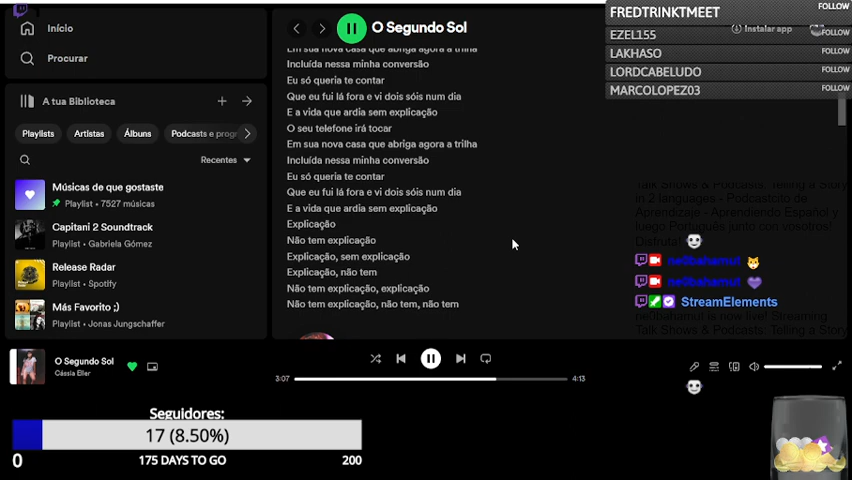 Início
Procurar
A tua Biblioteca
Playlists
Artistas
Álbuns
Podcasts e progr
Recentes
Músicas de que gostaste
Playlist • 7527 músicas
Capitani 2 Soundtrack
Playlist • Gabriela Gómez
Release Radar
Playlist • Spotify
Más Favorito ;)
Playlist • Jonas Jungschaffer
O Segundo Sol
Em sua nova casa que abriga agora a trilha
Incluída nessa minha conversão
Eu só queria te contar
Que eu fui lá fora e vi dois sóis num dia
E a vida que ardia sem explicação
O seu telefone irá tocar
Em sua nova casa que abriga agora a trilha
Incluída nessa minha conversão
Eu só queria te contar
Que eu fui lá fora e vi dois sóis num dia
E a vida que ardia sem explicação
Explicação
Não tem explicação
Explicação, sem explicação
Explicação, não tem
Não tem explicação, explicação
Não tem explicação, não tem, não tem
Instalar app
FREDTRINKTMEET FOLLOW
EZEL155 FOLLOW
LAKHASO FOLLOW
LORDCABELUDO FOLLOW
MARCOLOPEZ03 FOLLOW
Talk Shows & Podcasts, Telling a Story
in 2 languages - Podcastcito de
Aprendizaje - Aprendiendo Español y
luego Português junto con vosotros!
Disfruta!
ne0bahamut
ne0bahamut
StreamElements
ne0bahamut is now live! Streaming
Talk Shows & Podcasts: Telling a Story
O Segundo Sol
Cássia Eller
3:07
4:13
Seguidores:
17 (8.50%)
0
175 DAYS TO GO
200